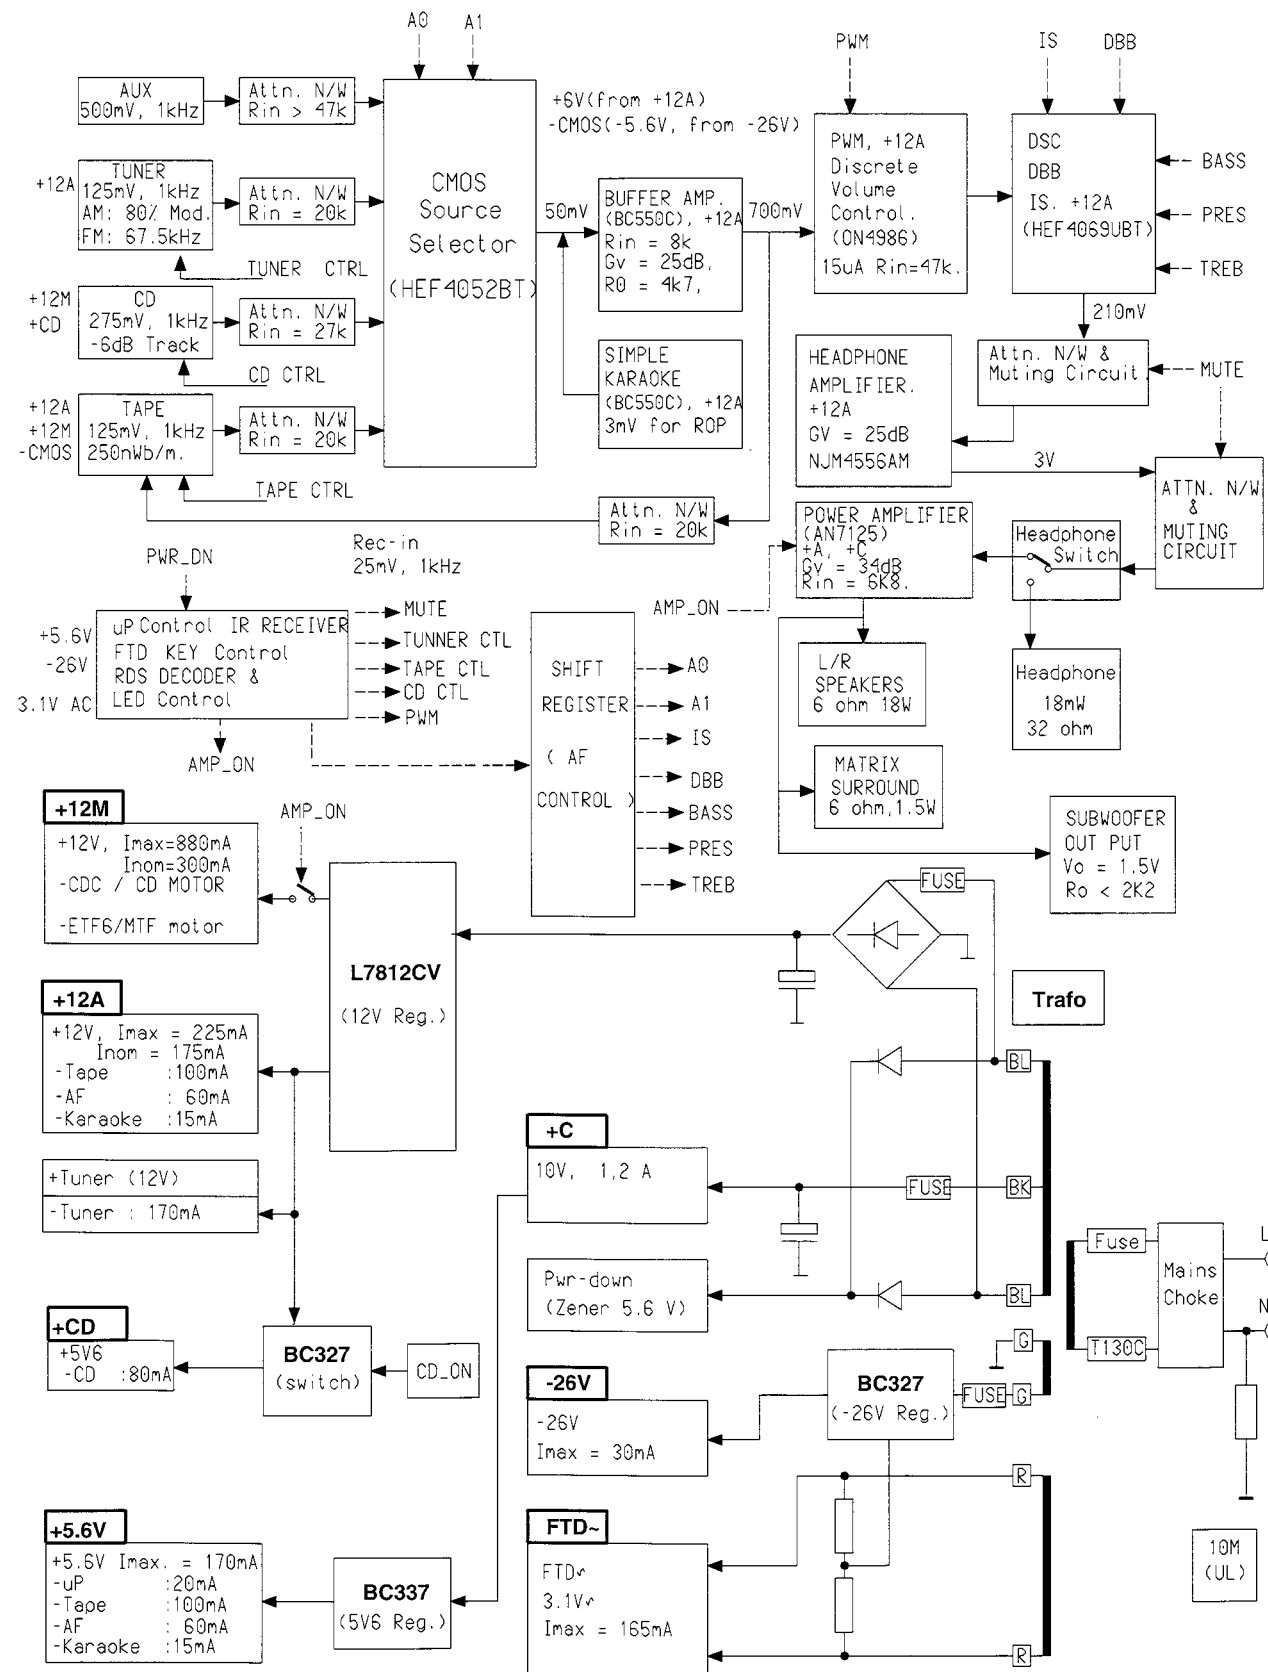 A0
A1
AUX
500mV, 1kHz
Attn. N/W
Rin > 47k
+12A
TUNER
125mV, 1kHz
AM: 80% Mod.
FM: 67.5kHz
Attn. N/W
Rin = 20k
TUNER CTRL
+12M
+CD
CD
275mV, 1kHz
-6dB Track
Attn. N/W
Rin = 27k
CD CTRL
+12A
+12M
-CMOS
TAPE
125mV, 1kHz
250nWb/m.
Attn. N/W
Rin = 20k
TAPE CTRL
CMOS
Source
Selector
(HEF4052BT)
+6V(from +12A)
-CMOS(-5.6V, from -26V)
50mV
BUFFER AMP.
(BC550C), +12A
Rin = 8k
Gv = 25dB,
R0 = 4k7,
700mV
SIMPLE
KARAOKE
(BC550C), +12A
3mV for ROP
Attn. N/W
Rin = 20k
Rec-in
25mV, 1kHz
PWM
PWM, +12A
Discrete
Volume
Control.
(ON4986)
15uA Rin=47k.
IS
DBB
DSC
DBB
IS. +12A
(HEF4069UBT)
BASS
PRES
TREB
210mV
Attn. N/W &
Muting Circuit.
MUTE
HEADPHONE
AMPLIFIER.
+12A
GV = 25dB
NJM4556AM
3V
ATTN. N/W
&
MUTING
CIRCUIT
POWER AMPLIFIER
(AN7125)
+A, +C
Gv = 34dB
Rin = 6K8.
Headphone
Switch
AMP_ON
L/R
SPEAKERS
6 ohm 18W
Headphone
18mW
32 ohm
MATRIX
SURROUND
6 ohm,1.5W
SUBWOOFER
OUT PUT
Vo = 1.5V
Ro < 2K2
PWR_DN
+5.6V
-26V
3.1V AC
uP Control IR RECEIVER
FTD KEY Control
RDS DECODER &
LED Control
MUTE
TUNNER CTL
TAPE CTL
CD CTL
PWM
AMP_ON
SHIFT
REGISTER
( AF
CONTROL )
A0
A1
IS
DBB
BASS
PRES
TREB
+12M
+12V, Imax=880mA
Inom=300mA
-CDC / CD MOTOR
-ETF6/MTF motor
AMP_ON
L7812CV
(12V Reg.)
FUSE
Trafo
+12A
+12V, Imax = 225mA
Inom = 175mA
-Tape :100mA
-AF : 60mA
-Karaoke :15mA
+Tuner (12V)
-Tuner : 170mA
BL
+C
10V, 1,2 A
FUSE
BK
Pwr-down
(Zener 5.6 V)
BL
Fuse
T130C
Mains
Choke
L
N
+CD
+5V6
-CD :80mA
BC327
(switch)
CD_ON
-26V
-26V
Imax = 30mA
BC327
(-26V Reg.)
FUSE
G
G
R
FTD~
FTD~
3.1V~
Imax = 165mA
R
10M
(UL)
+5.6V
+5.6V Imax. = 170mA
-uP :20mA
-Tape :100mA
-AF : 60mA
-Karaoke :15mA
BC337
(5V6 Reg.)